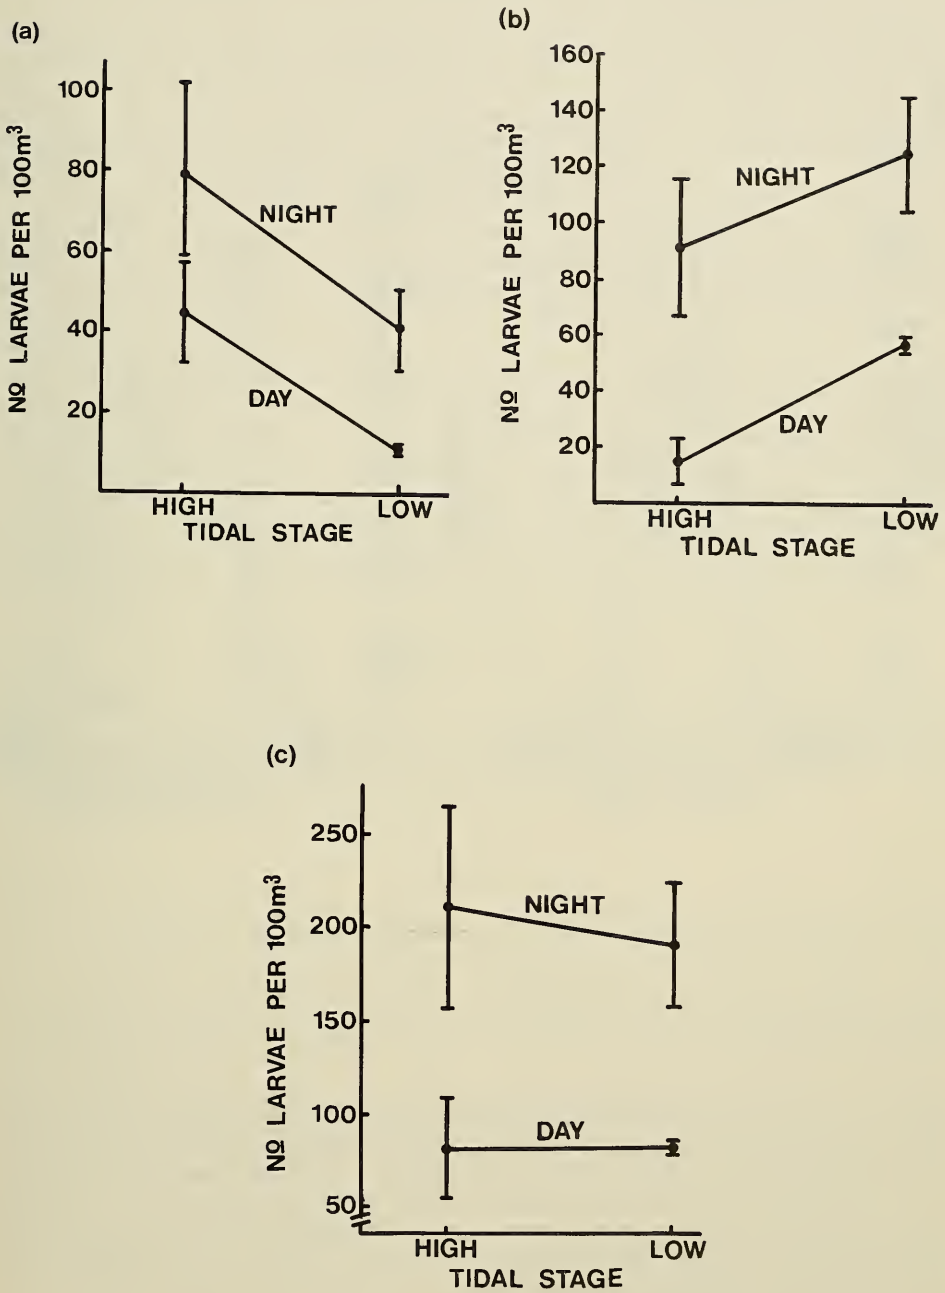 (a)
100
80
60
40
20
Nº LARVAE PER 100m³
NIGHT
DAY
HIGH
LOW
TIDAL STAGE
(b)
160
140
120
100
80
60
40
20
Nº LARVAE PER 100m³
NIGHT
DAY
HIGH
LOW
TIDAL STAGE
(c)
250
200
150
100
50
Nº LARVAE PER 100m³
NIGHT
DAY
HIGH
LOW
TIDAL STAGE